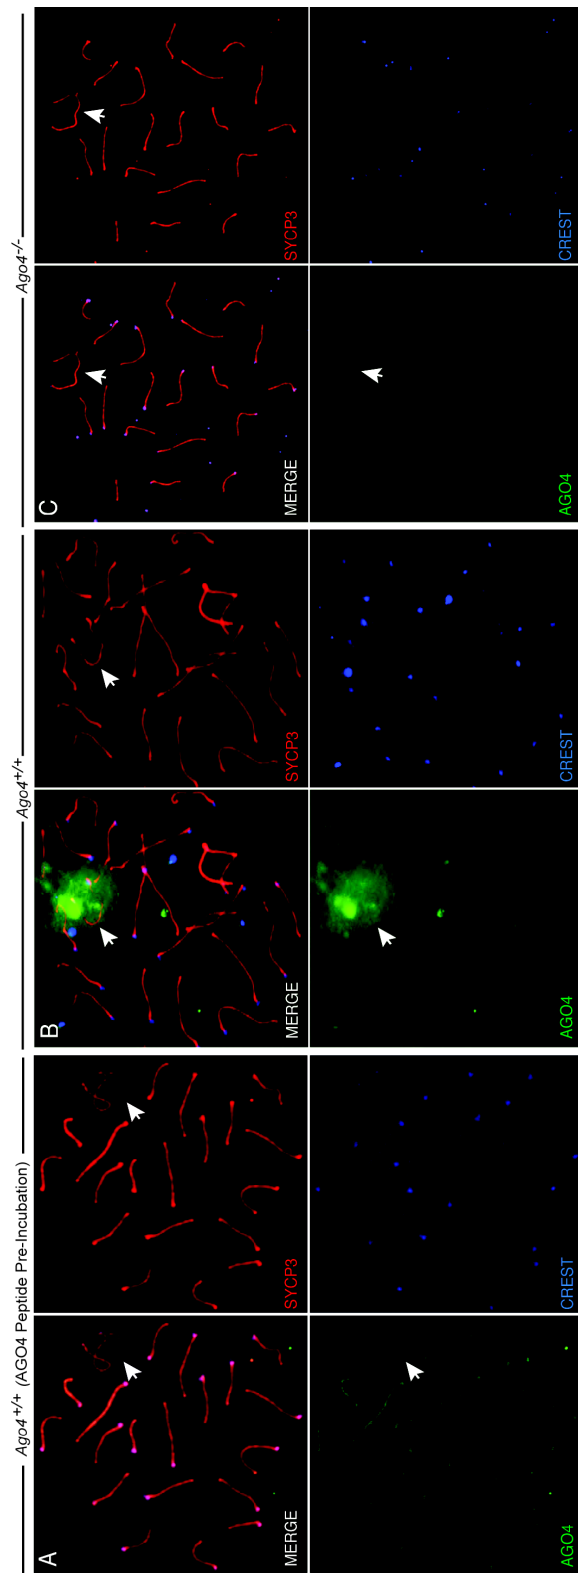 Ago4+/+ (AGO4 Peptide Pre-Incubation)
Ago4+/+
Ago4-/-
A
MERGE
SYCP3
AGO4
CREST
B
MERGE
SYCP3
AGO4
CREST
C
MERGE
SYCP3
AGO4
CREST